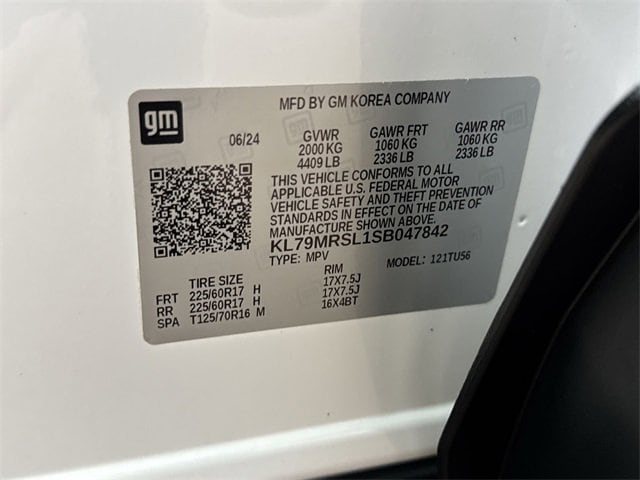 MFD BY GM KOREA COMPANY
gm
06/24 GVWR GAWR FRT GAWR RR
2000 KG 1060 KG 1060 KG
4409 LB 2336 LB 2336 LB
THIS VEHICLE CONFORMS TO ALL
APPLICABLE U.S. FEDERAL MOTOR
VEHICLE SAFETY AND THEFT PREVENTION
STANDARDS IN EFFECT ON THE DATE OF
MANUFACTURE SHOWN ABOVE.
KL79MRSL1SB047842
TYPE: MPV MODEL: 121TU56
TIRE SIZE RIM
FRT 225/60R17 H 17X7.5J
RR 225/60R17 H 17X7.5J
SPA T125/70R16 M 16X4BT